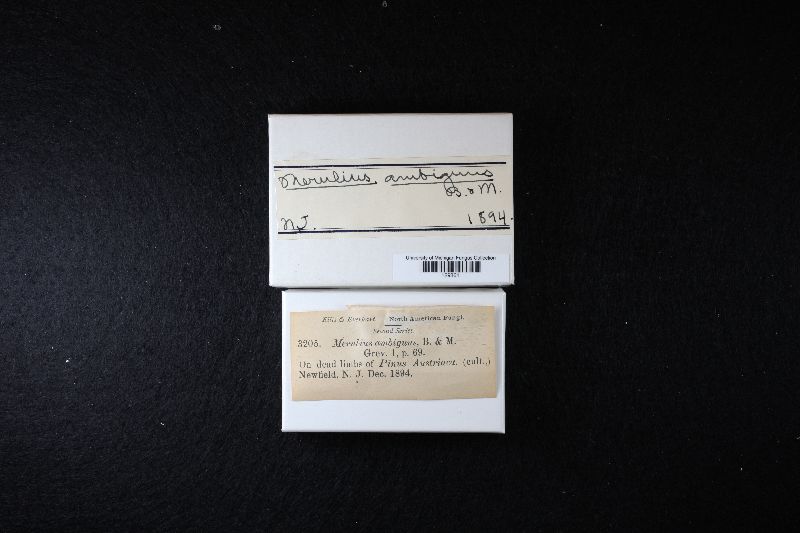 Merulius ambiguus
B. & M.
N.J. 1894.
University of Michigan Fungus Collection
Ellis & Everhart North American Fungi.
Second Series.
3205. Merulius ambiguus, B. & M.
Grev. 1, p. 69.
On dead limbs of Pinus Austriaca. (cult.,)
Newfield, N. J. Dec. 1894.